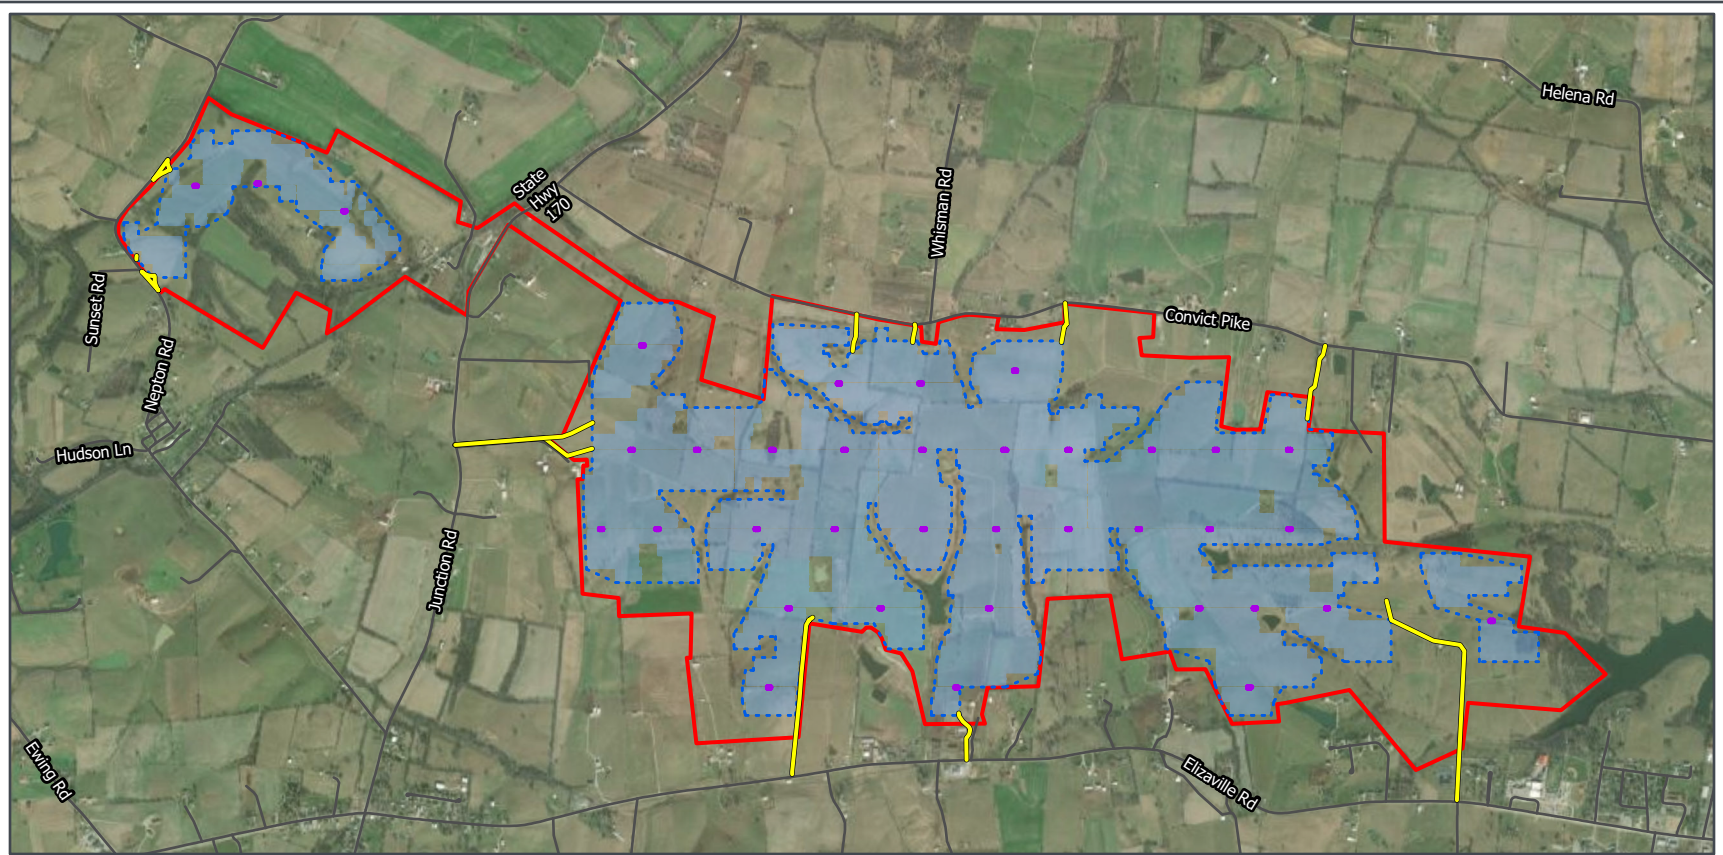 Helena Rd
State
Hwy
170
Whisman Rd
Sunset Rd
Convict Pike
Nepton Rd
Hudson Ln
Junction Rd
Ewing Rd
Elizaville Rd